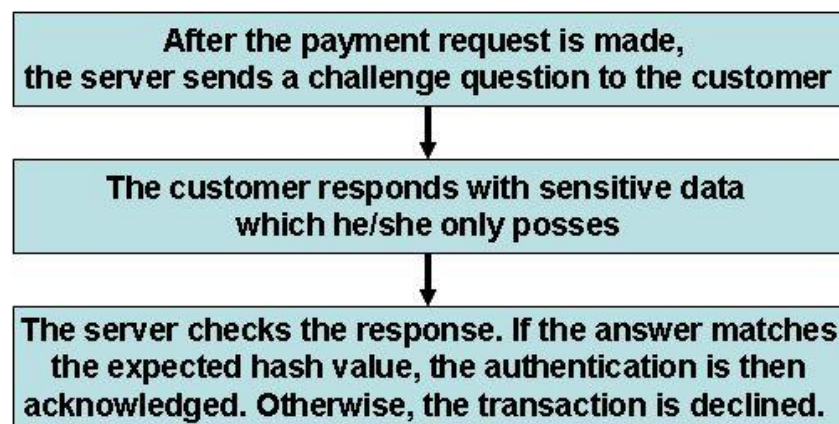 After the payment request is made,
the server sends a challenge question to the customer
The customer responds with sensitive data
which he/she only posses
The server checks the response. If the answer matches
the expected hash value, the authentication is then
acknowledged. Otherwise, the transaction is declined.